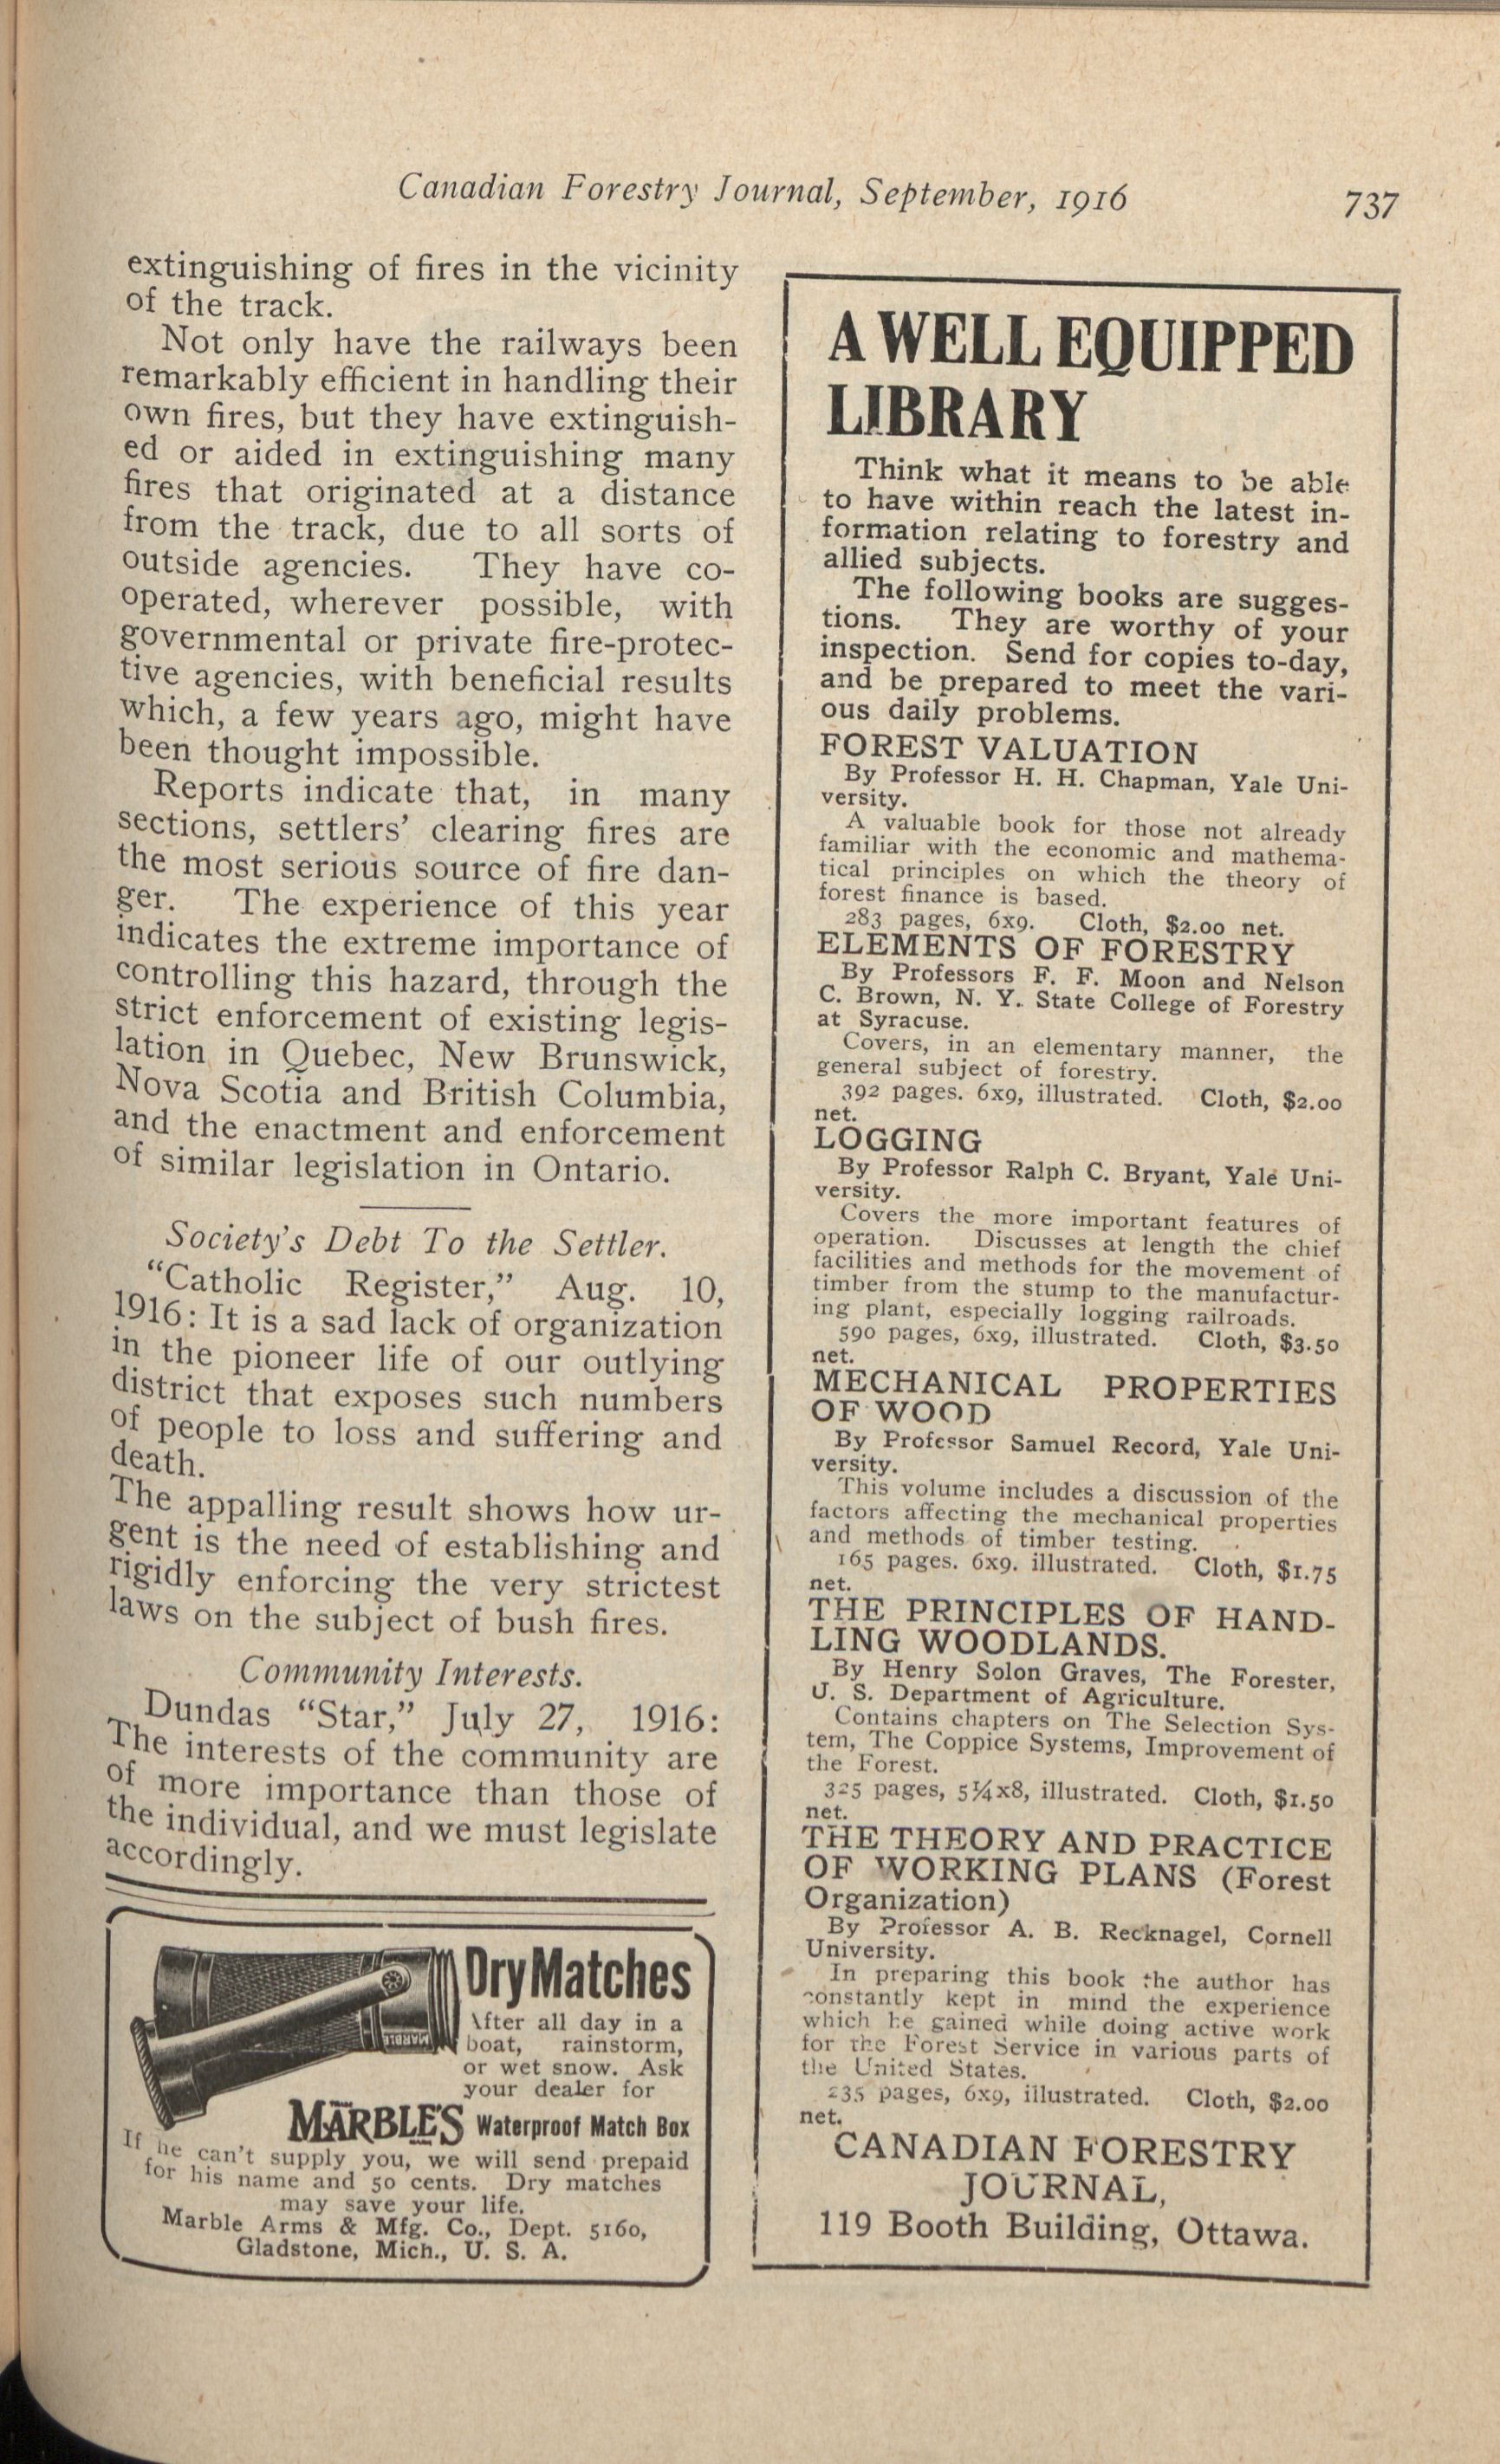 Canadian Forestry Journal, September, 1916
737
extinguishing of fires in the vicinity
of the track.
Not only have the railways been
remarkably efficient in handling their
own fires, but they have extinguish-
ed or aided in extinguishing many
fires that originated at a distance
from the track, due to all sorts of
outside agencies. They have co-
operated, wherever possible, with
governmental or private fire-protec-
tive agencies, with beneficial results
which, a few years ago, might have
been thought impossible.
Reports indicate that, in many
sections, settlers' clearing fires are
the most serious source of fire dan-
ger. The experience of this year
indicates the extreme importance of
controlling this hazard, through the
strict enforcement of existing legis-
lation in Quebec, New Brunswick,
Nova Scotia and British Columbia,
and the enactment and enforcement
of similar legislation in Ontario.
Society's Debt To the Settler.
"Catholic Register," Aug. 10,
1916: It is a sad lack of organization
in the pioneer life of our outlying
district that exposes such numbers
of people to loss and suffering and
death.
The appalling result shows how ur-
gent is the need of establishing and
rigidly enforcing the very strictest
laws on the subject of bush fires.
Community Interests.
Dundas "Star," July 27, 1916:
The interests of the community are
of more importance than those of
the individual, and we must legislate
accordingly.
Dry Matches
After all day in a
boat, rainstorm,
or wet snow. Ask
your dealer for
MARBLE'S Waterproof Match Box
If he can't supply you, we will send prepaid
for his name and 50 cents. Dry matches
may save your life.
Marble Arms & Mfg. Co., Dept. 5160,
Gladstone, Mich., U. S. A.
A WELL EQUIPPED
LIBRARY
Think what it means to be able
to have within reach the latest in-
formation relating to forestry and
allied subjects.
The following books are sugges-
tions. They are worthy of your
inspection. Send for copies to-day,
and be prepared to meet the vari-
ous daily problems.
FOREST VALUATION
By Professor H. H. Chapman, Yale Uni-
versity.
A valuable book for those not already
familiar with the economic and mathema-
tical principles on which the theory of
forest finance is based.
283 pages, 6x9. Cloth, $2.00 net.
ELEMENTS OF FORESTRY
By Professors F. F. Moon and Nelson
C. Brown, N. Y. State College of Forestry
at Syracuse.
Covers, in an elementary manner, the
general subject of forestry.
392 pages. 6x9, illustrated. Cloth, $2.00
net.
LOGGING
By Professor Ralph C. Bryant, Yale Uni-
versity.
Covers the more important features of
operation. Discusses at length the chief
facilities and methods for the movement of
timber from the stump to the manufactur-
ing plant, especially logging railroads.
590 pages, 6x9, illustrated. Cloth, $3.50
net.
MECHANICAL PROPERTIES
OF WOOD
By Professor Samuel Record, Yale Uni-
versity.
This volume includes a discussion of the
factors affecting the mechanical properties
and methods of timber testing.
165 pages. 6x9. illustrated. Cloth, $1.75
net.
THE PRINCIPLES OF HAND-
LING WOODLANDS.
By Henry Solon Graves, The Forester,
U. S. Department of Agriculture.
Contains chapters on The Selection Sys-
tem, The Coppice Systems, Improvement of
the Forest.
325 pages, 5¼x8, illustrated. Cloth, $1.50
net.
THE THEORY AND PRACTICE
OF WORKING PLANS (Forest
Organization)
By Professor A. B. Recknagel, Cornell
University.
In preparing this book the author has
constantly kept in mind the experience
which he gained while doing active work
for the Forest Service in various parts of
the United States.
235 pages, 6x9, illustrated. Cloth, $2.00
net.
CANADIAN FORESTRY
JOURNAL,
119 Booth Building, Ottawa.